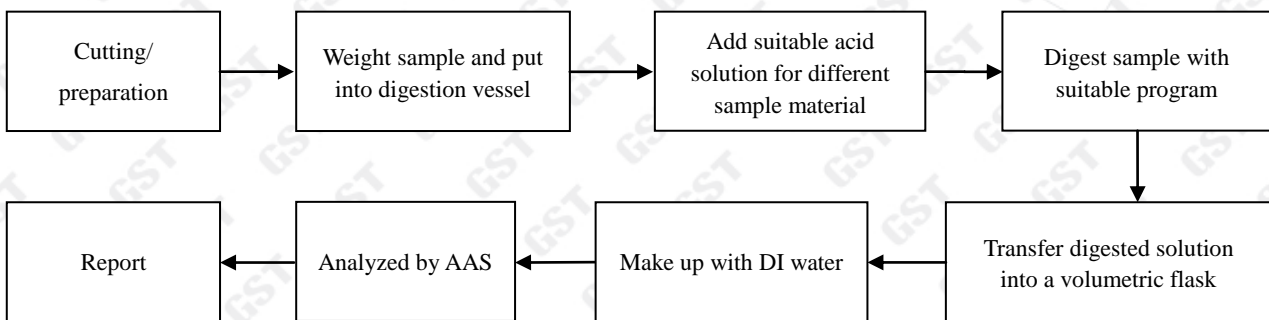 Cutting/
preparation
Weight sample and put
into digestion vessel
Add suitable acid
solution for different
sample material
Digest sample with
suitable program
Transfer digested solution
into a volumetric flask
Make up with DI water
Analyzed by AAS
Report
GST